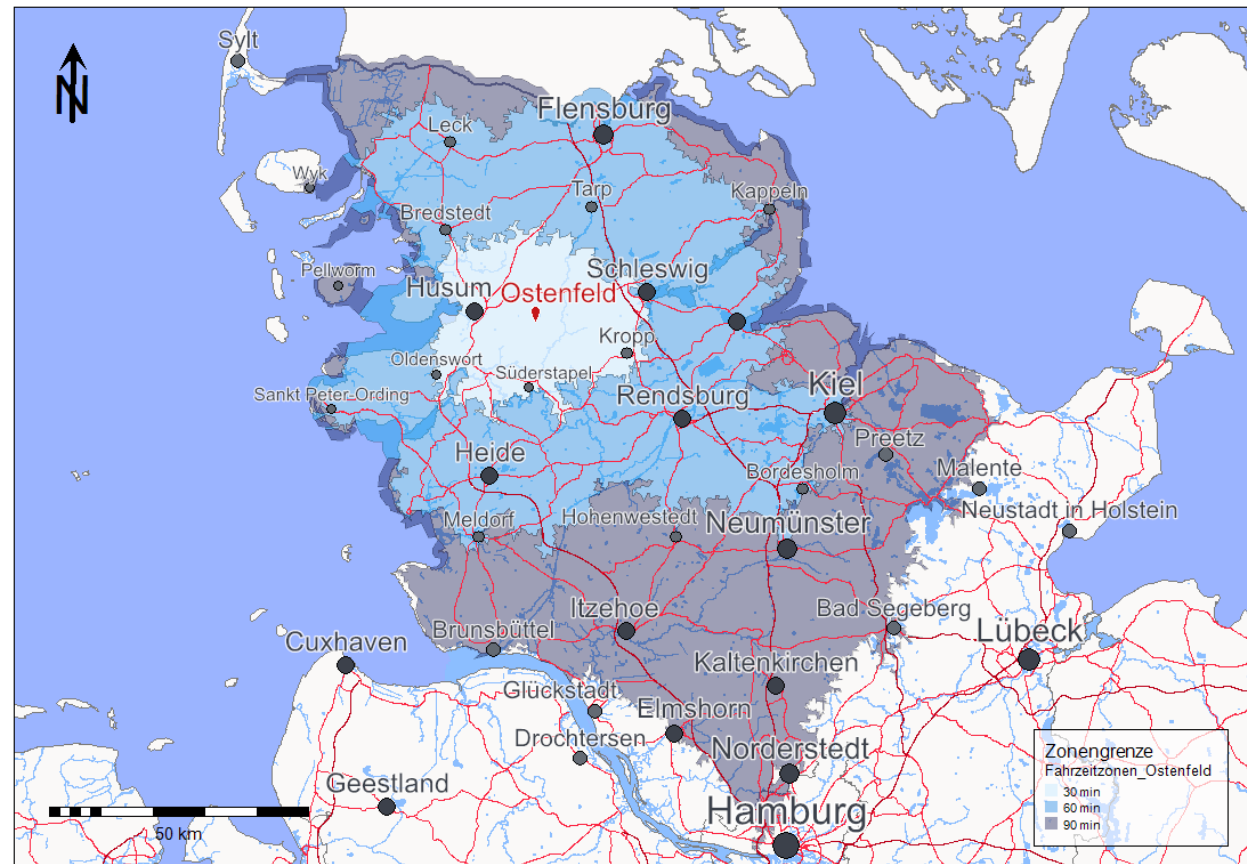 Sylt
N
Flensburg
Leck
Wyk
Tarp
Kappeln
Bredstedt
Pellworm
Schleswig
Husum
Ostenfeld
Kropp
Oldenswort
Süderstapel
Sankt Peter-Ording
Rendsburg
Kiel
Heide
Preetz
Bordesholm
Malente
Meldorf
Hohenwestedt
Neumünster
Neustadt in Holstein
Itzehoe
Bad Segeberg
Brunsbüttel
Lübeck
Cuxhaven
Kaltenkirchen
Glückstadt
Elmshorn
Drochtersen
Norderstedt
Geestland
Hamburg
50 km
Zonengrenze
Fahrzeitzonen_Ostenfeld
30 min
60 min
90 min